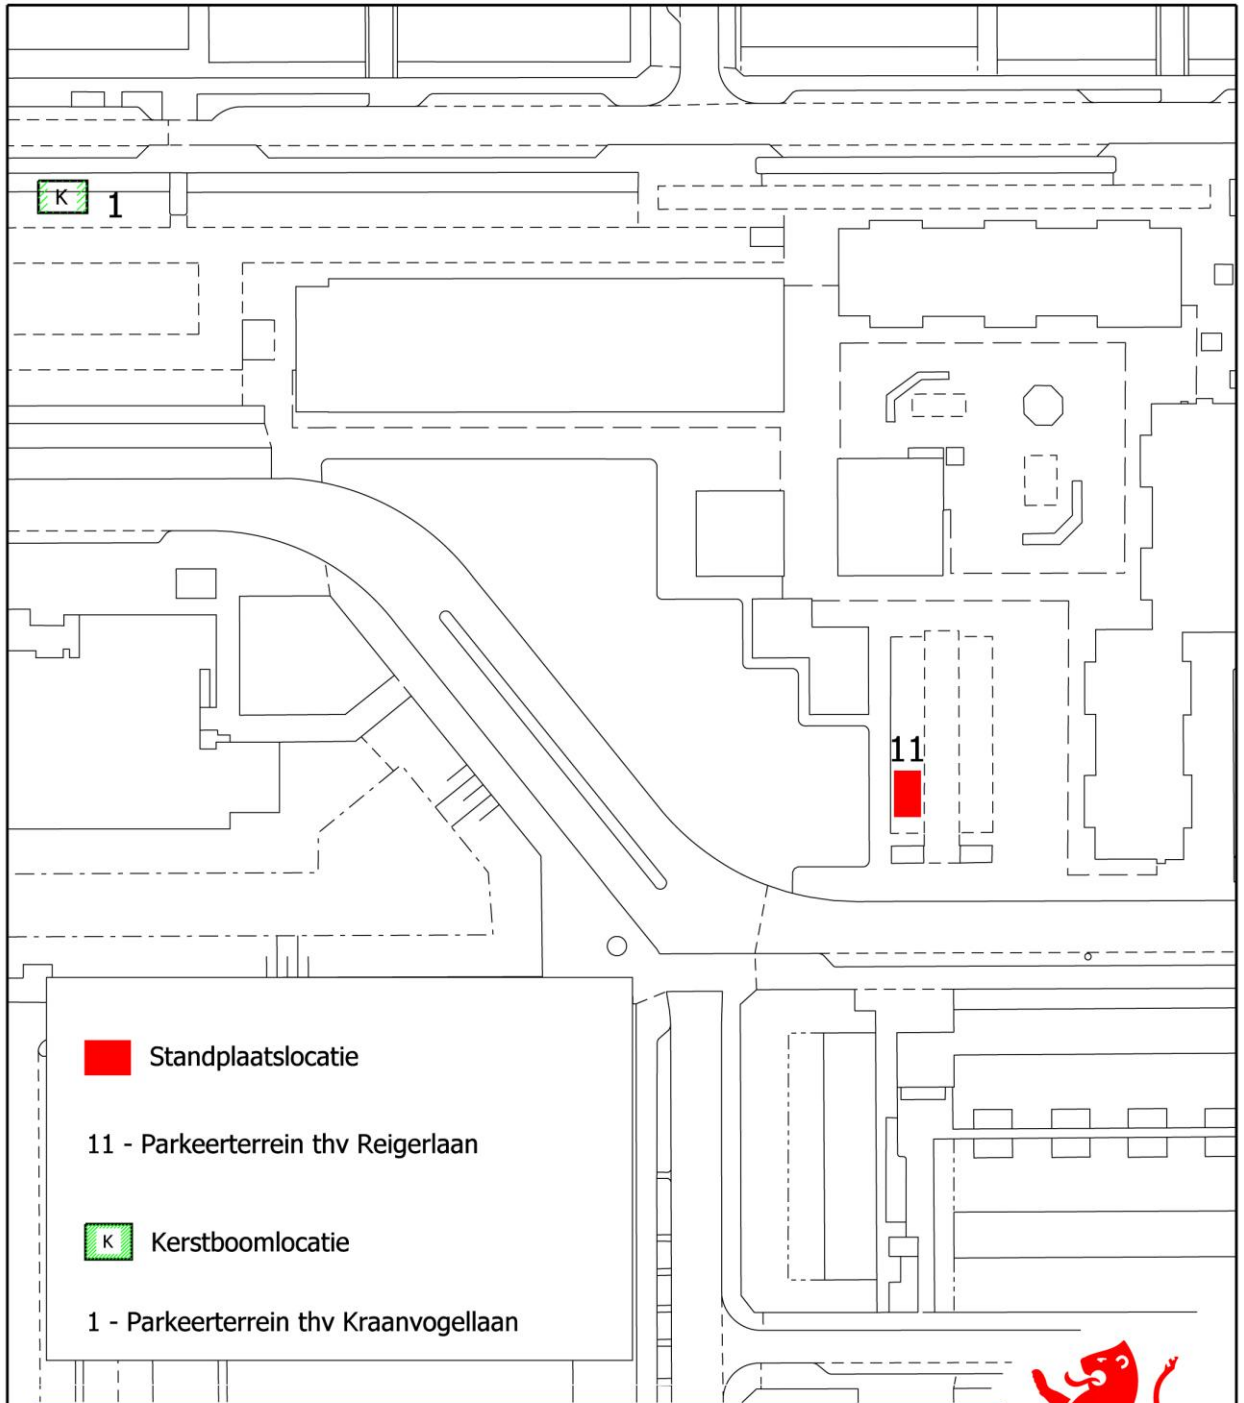 K 1
11
Standplaatslocatie
11 - Parkeerterrein thv Reigerlaan
K Kerstboomlocatie
1 - Parkeerterrein thv Kraanvogellaan